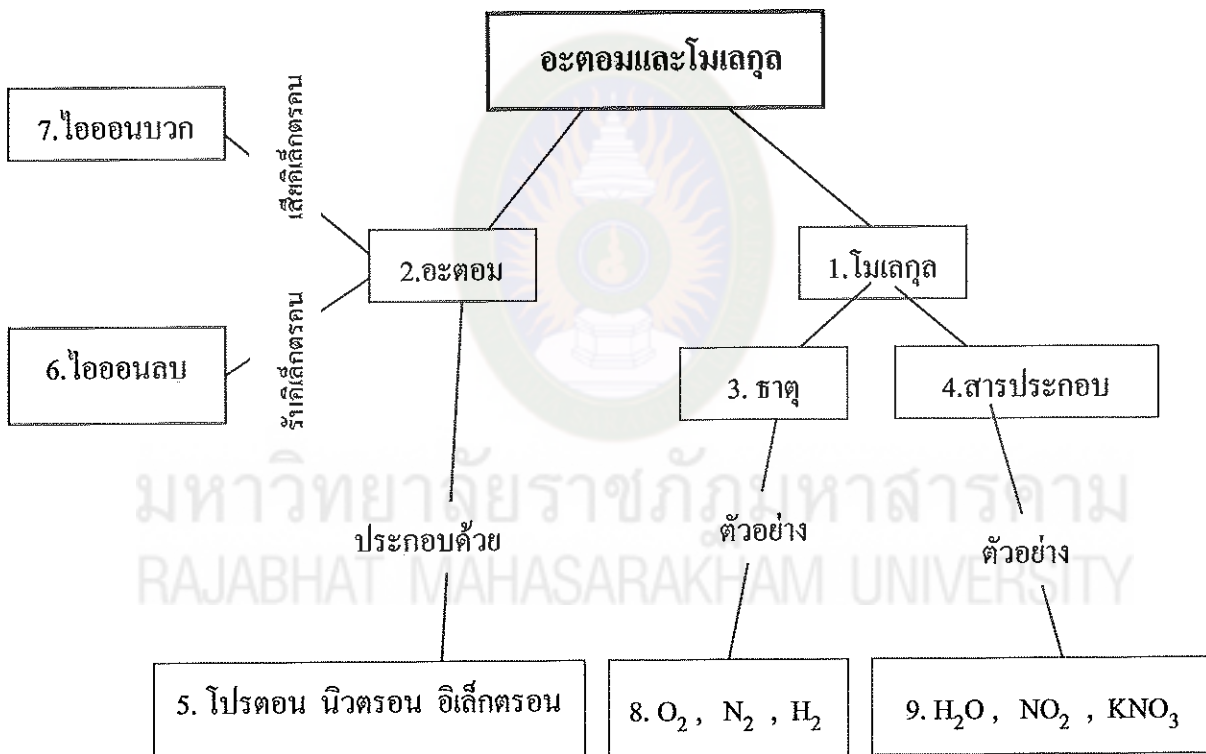 อะตอมและโมเลกุล
7.ไอออนบวก
เสียอิเล็กตรอน
2.อะตอม
1.โมเลกุล
6.ไอออนลบ
รับอิเล็กตรอน
3. ธาตุ
4.สารประกอบ
มหาวิทยาลัยราชภัฏมหาสารคาม
ประกอบด้วย
ตัวอย่าง
ตัวอย่าง
RAJABHAT MAHASARAKHAM UNIVERSITY
5. โปรตอน นิวตรอน อิเล็กตรอน
8. O₂ , N₂ , H₂
9. H₂O , NO₂ , KNO₃